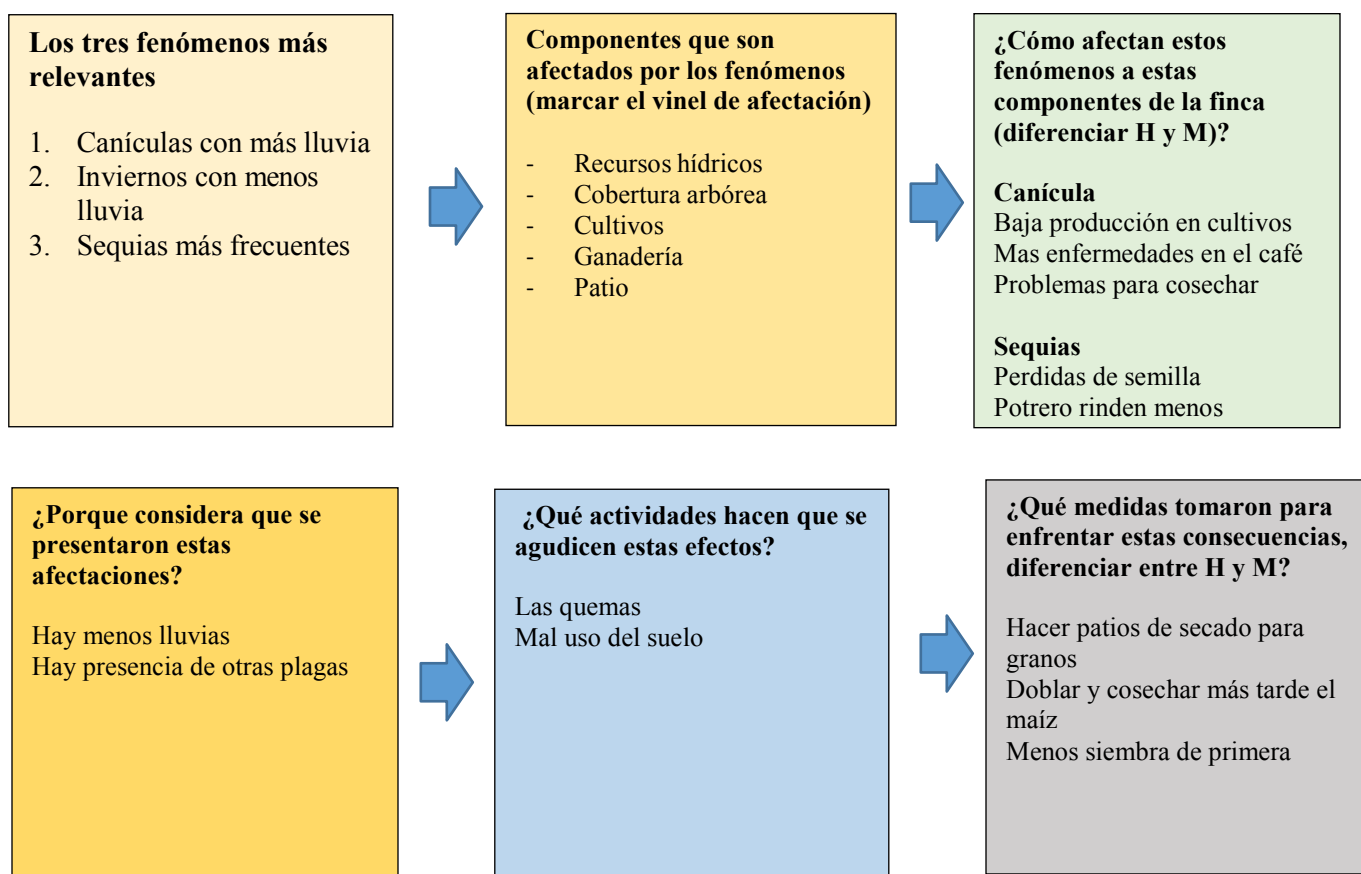 Los tres fenómenos más
relevantes
1. Canículas con más lluvia
2. Inviernos con menos
lluvia
3. Sequias más frecuentes
Componentes que son
afectados por los fenómenos
(marcar el vinel de afectación)
- Recursos hídricos
- Cobertura arbórea
- Cultivos
- Ganadería
- Patio
¿Cómo afectan estos
fenómenos a estas
componentes de la finca
(diferenciar H y M)?
Canícula
Baja producción en cultivos
Mas enfermedades en el café
Problemas para cosechar
Sequias
Perdidas de semilla
Potrero rinden menos
¿Porque considera que se
presentaron estas
afectaciones?
Hay menos lluvias
Hay presencia de otras plagas
¿Qué actividades hacen que se
agudicen estas efectos?
Las quemas
Mal uso del suelo
¿Qué medidas tomaron para
enfrentar estas consecuencias,
diferenciar entre H y M?
Hacer patios de secado para
granos
Doblar y cosechar más tarde el
maíz
Menos siembra de primera